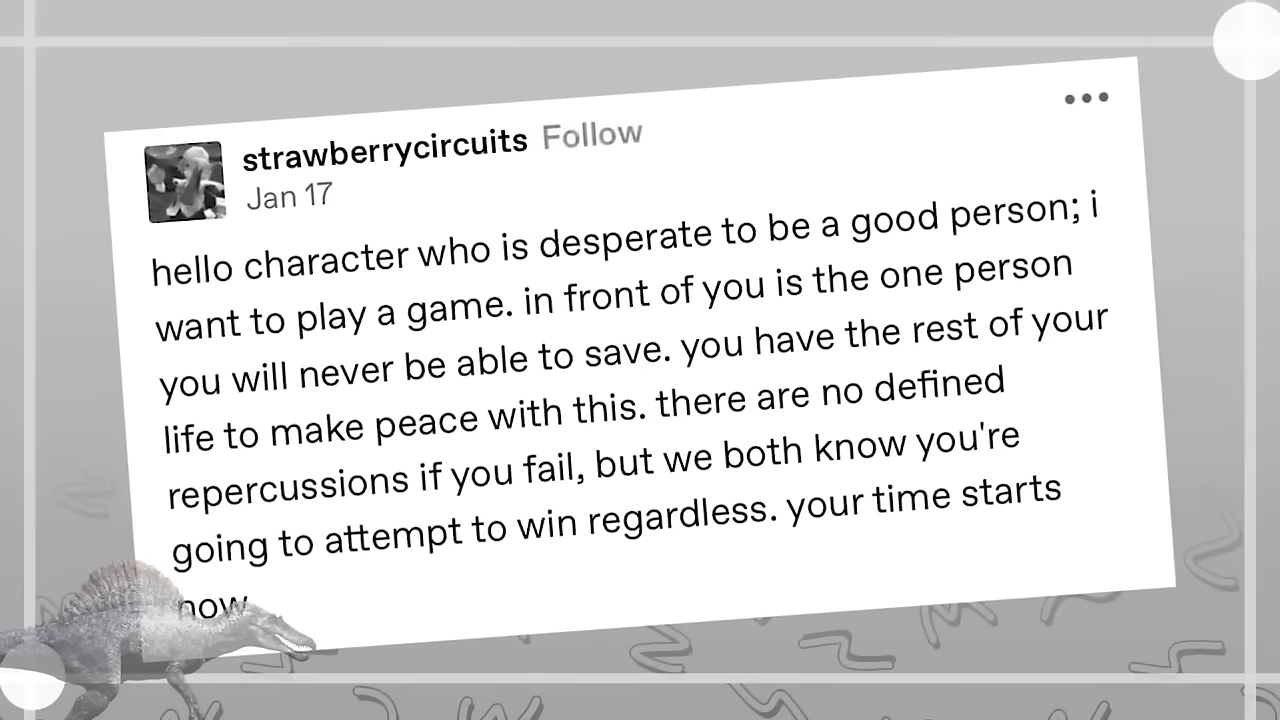 strawberrycircuits Follow
Jan 17
hello character who is desperate to be a good person; i
want to play a game. in front of you is the one person
you will never be able to save. you have the rest of your
life to make peace with this. there are no defined
repercussions if you fail, but we both know you're
going to attempt to win regardless. your time starts
now